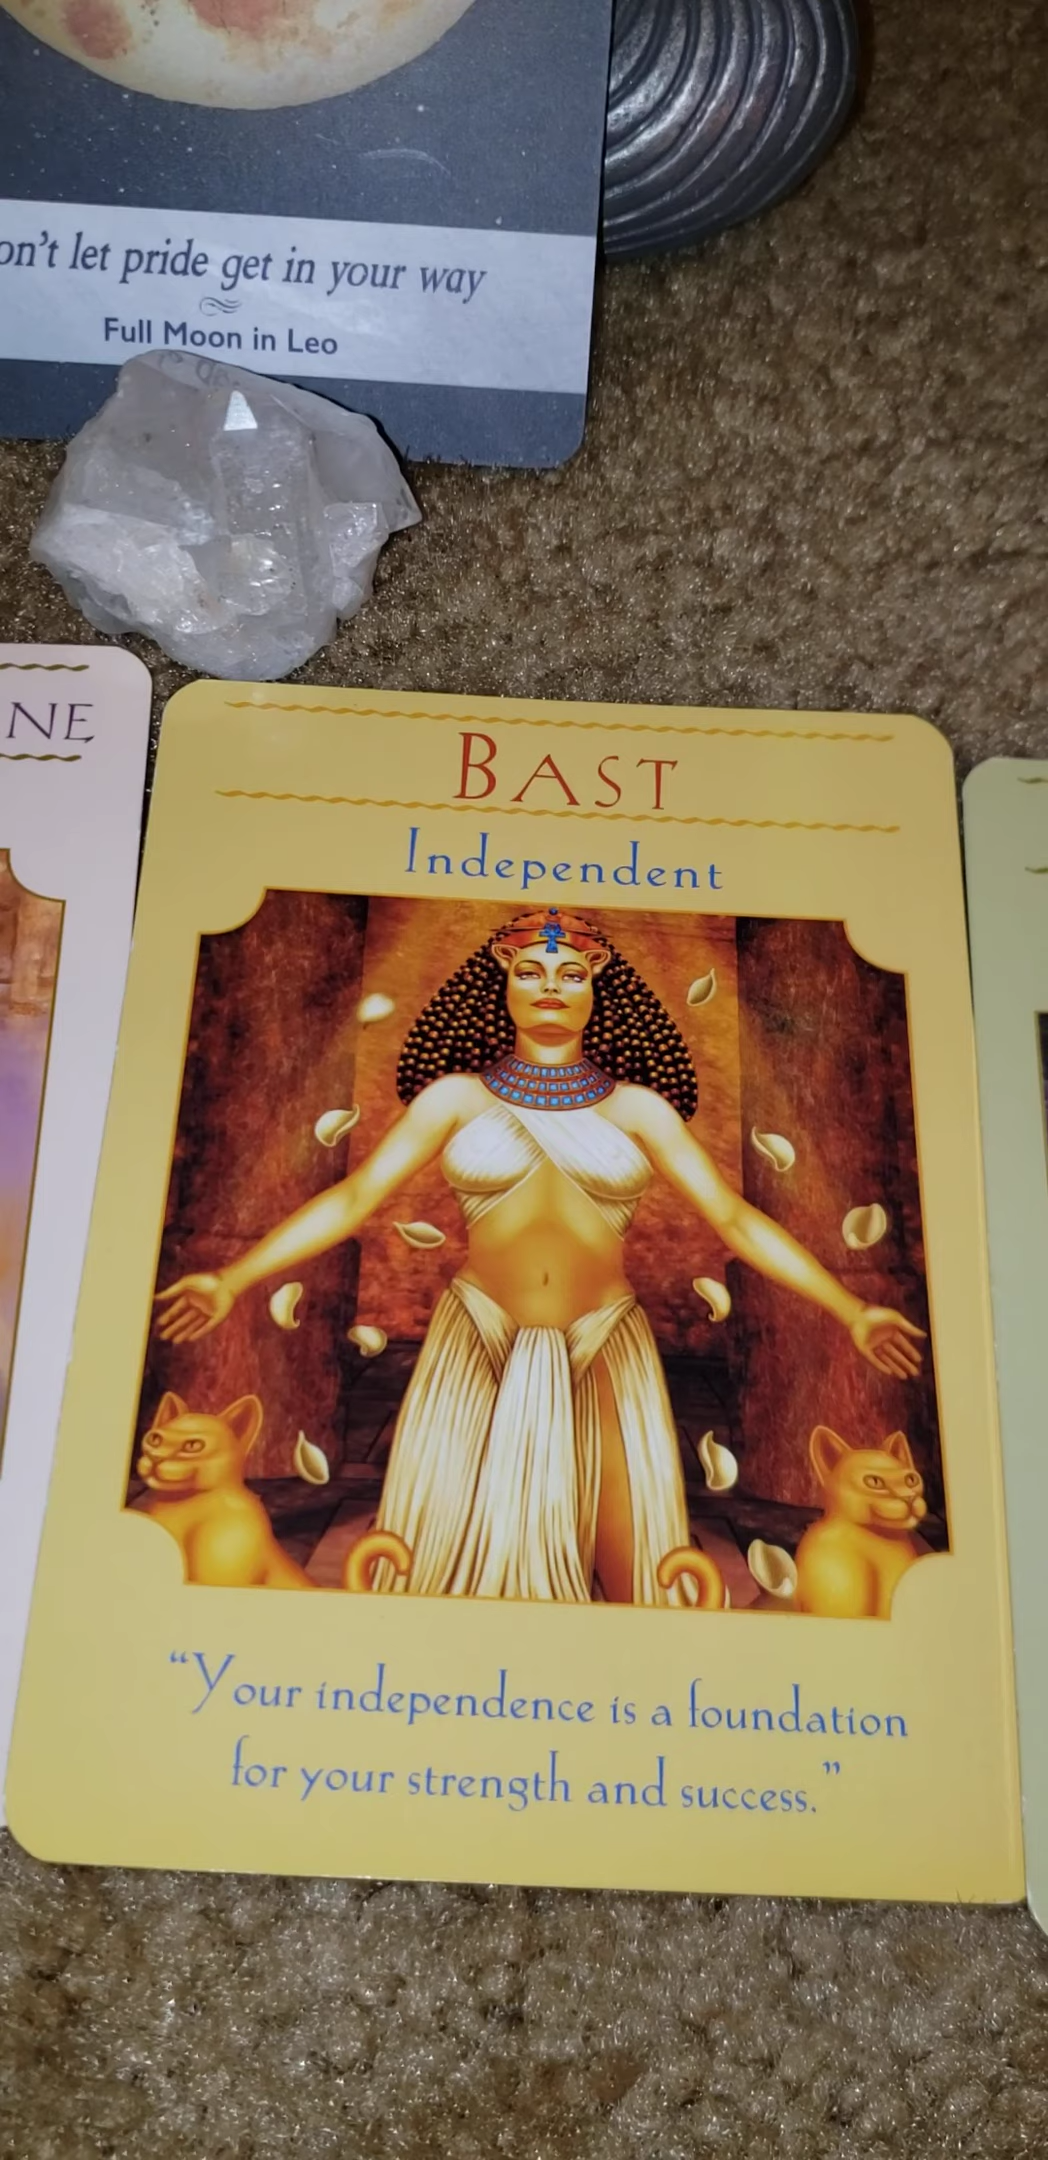 on't let pride get in your way
Full Moon in Leo
NE
BAST
Independent
“Your independence is a foundation
for your strength and success.”